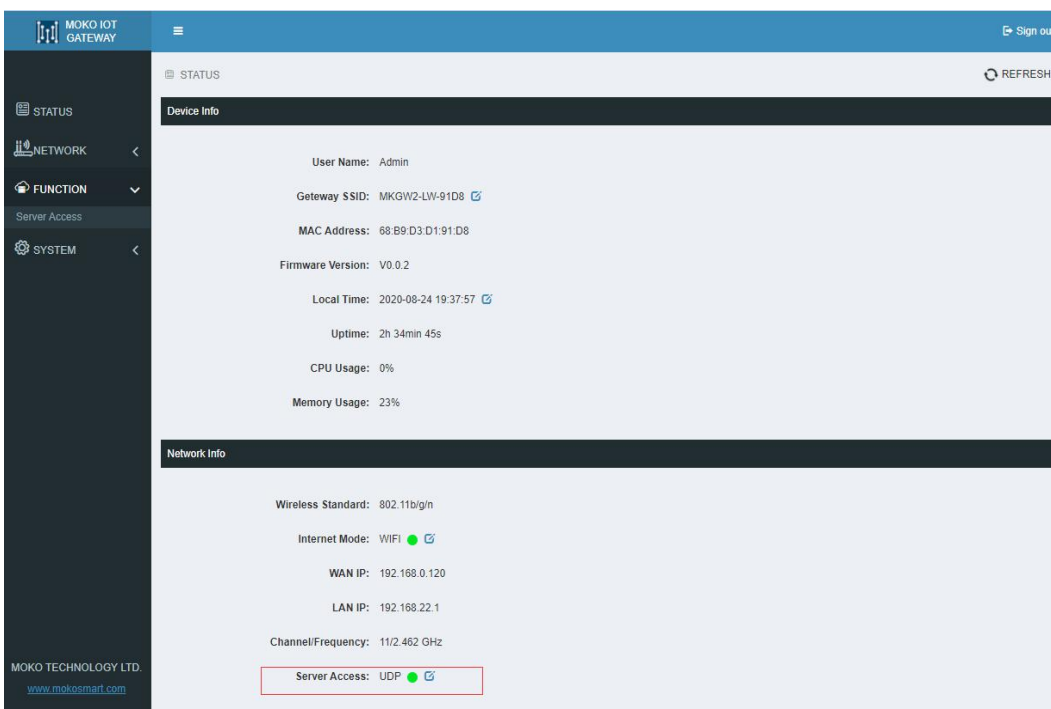 MOKO IOT
GATEWAY
Sign ou
STATUS
REFRESH
STATUS
NETWORK
FUNCTION
Server Access
SYSTEM
Device Info
User Name: Admin
Geteway SSID: MKGW2-LW-91D8
MAC Address: 68:B9:D3:D1:91:D8
Firmware Version: V0.0.2
Local Time: 2020-08-24 19:37:57
Uptime: 2h 34min 45s
CPU Usage: 0%
Memory Usage: 23%
Network Info
Wireless Standard: 802.11b/g/n
Internet Mode: WIFI
WAN IP: 192.168.0.120
LAN IP: 192.168.22.1
Channel/Frequency: 11/2.462 GHz
Server Access: UDP
MOKO TECHNOLOGY LTD.
www.mokosmart.com